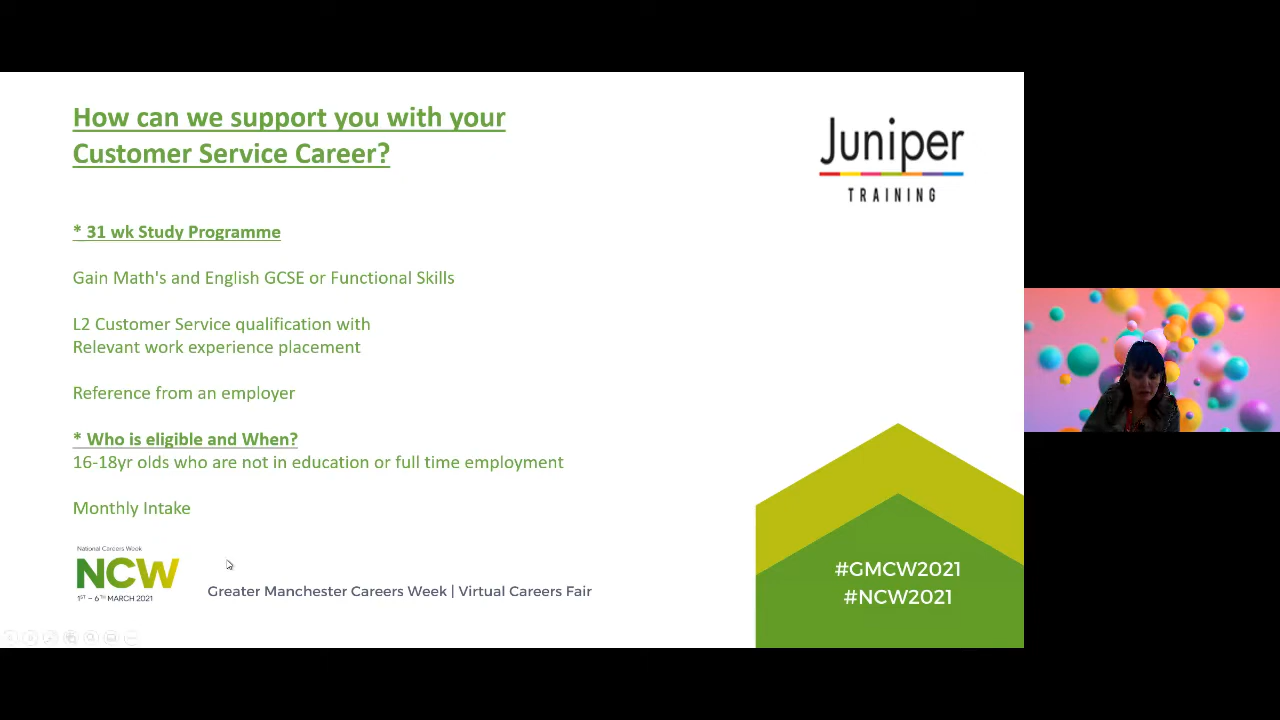 How can we support you with your
Customer Service Career?
Juniper
TRAINING
* 31 wk Study Programme
Gain Math's and English GCSE or Functional Skills
L2 Customer Service qualification with
Relevant work experience placement
Reference from an employer
* Who is eligible and When?
16-18yr olds who are not in education or full time employment
Monthly Intake
National Careers Week
NCW
1ST – 6TH MARCH 2021
Greater Manchester Careers Week | Virtual Careers Fair
#GMCW2021
#NCW2021